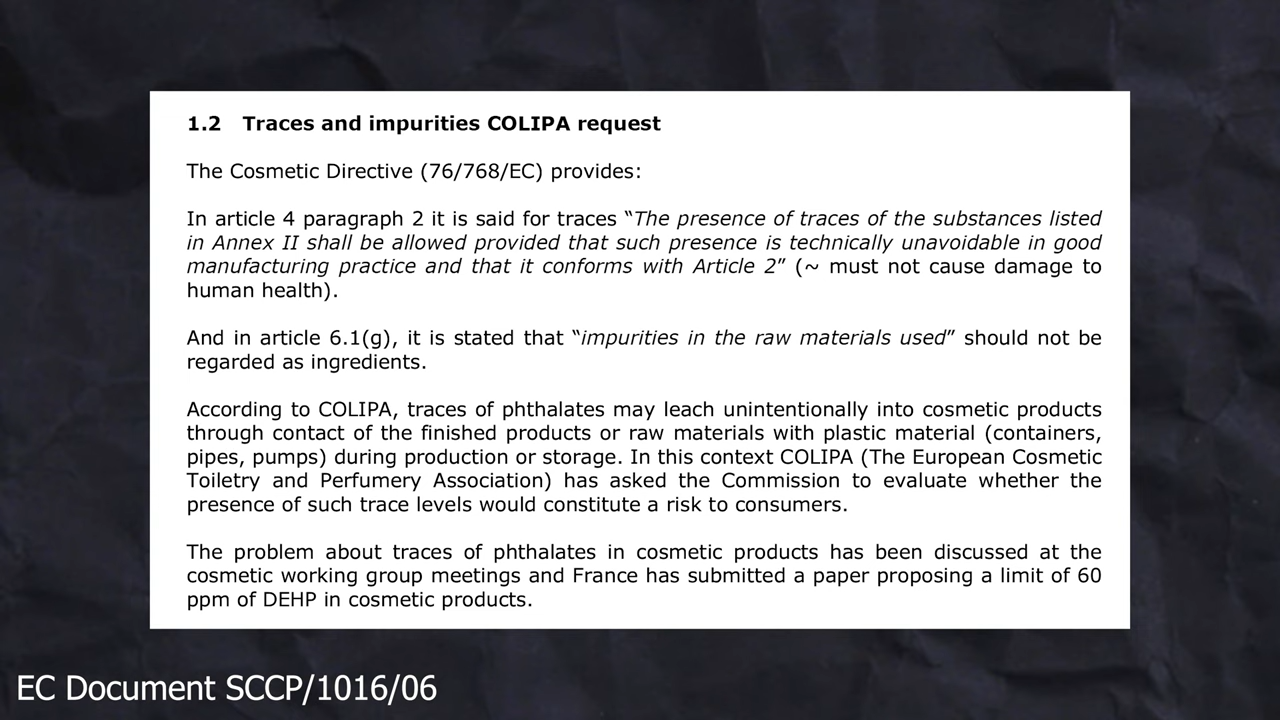 1.2 Traces and impurities COLIPA request
The Cosmetic Directive (76/768/EC) provides:
In article 4 paragraph 2 it is said for traces “The presence of traces of the substances listed
in Annex II shall be allowed provided that such presence is technically unavoidable in good
manufacturing practice and that it conforms with Article 2” (~ must not cause damage to
human health).
And in article 6.1(g), it is stated that “impurities in the raw materials used” should not be
regarded as ingredients.
According to COLIPA, traces of phthalates may leach unintentionally into cosmetic products
through contact of the finished products or raw materials with plastic material (containers,
pipes, pumps) during production or storage. In this context COLIPA (The European Cosmetic
Toiletry and Perfumery Association) has asked the Commission to evaluate whether the
presence of such trace levels would constitute a risk to consumers.
The problem about traces of phthalates in cosmetic products has been discussed at the
cosmetic working group meetings and France has submitted a paper proposing a limit of 60
ppm of DEHP in cosmetic products.
EC Document SCCP/1016/06